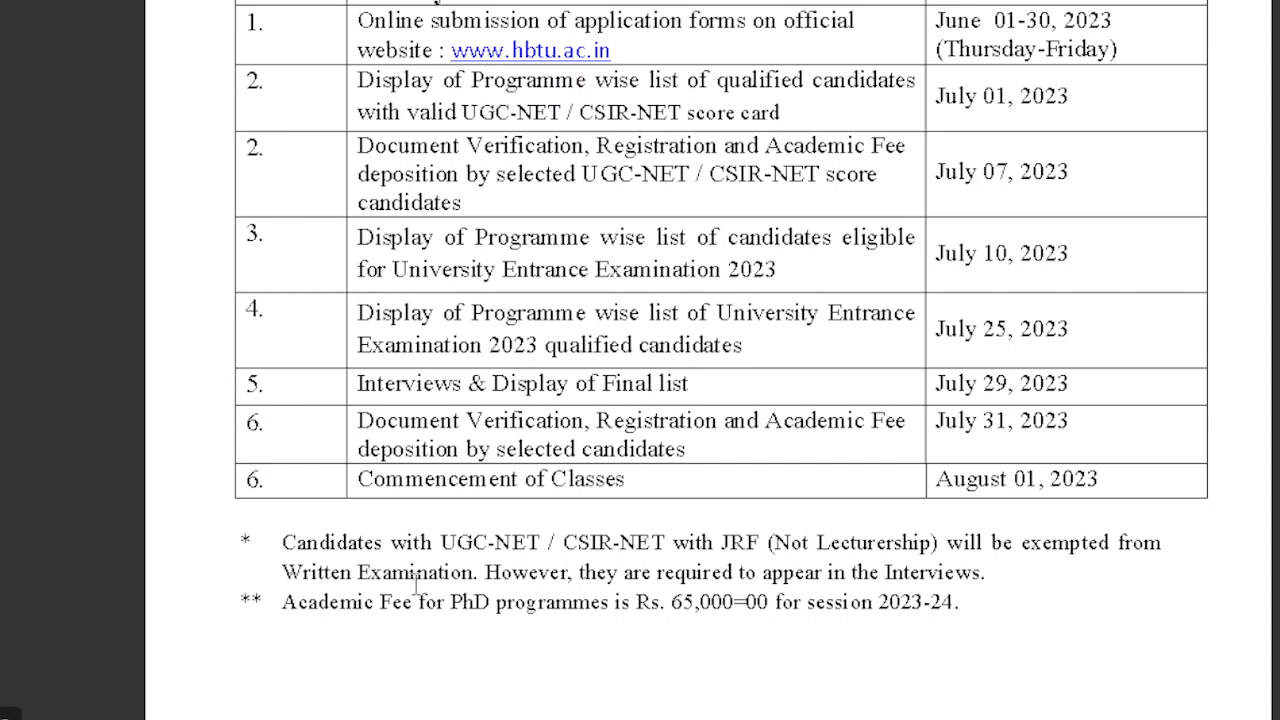 1. Online submission of application forms on official June 01-30, 2023
website : www.hbtu.ac.in (Thursday-Friday)
2. Display of Programme wise list of qualified candidates
with valid UGC-NET / CSIR-NET score card July 01, 2023
2. Document Verification, Registration and Academic Fee
deposition by selected UGC-NET / CSIR-NET score July 07, 2023
candidates
3. Display of Programme wise list of candidates eligible
for University Entrance Examination 2023 July 10, 2023
4. Display of Programme wise list of University Entrance
Examination 2023 qualified candidates July 25, 2023
5. Interviews & Display of Final list July 29, 2023
6. Document Verification, Registration and Academic Fee July 31, 2023
deposition by selected candidates
6. Commencement of Classes August 01, 2023
* Candidates with UGC-NET / CSIR-NET with JRF (Not Lecturership) will be exempted from
Written Examination. However, they are required to appear in the Interviews.
** Academic Fee for PhD programmes is Rs. 65,000=00 for session 2023-24.